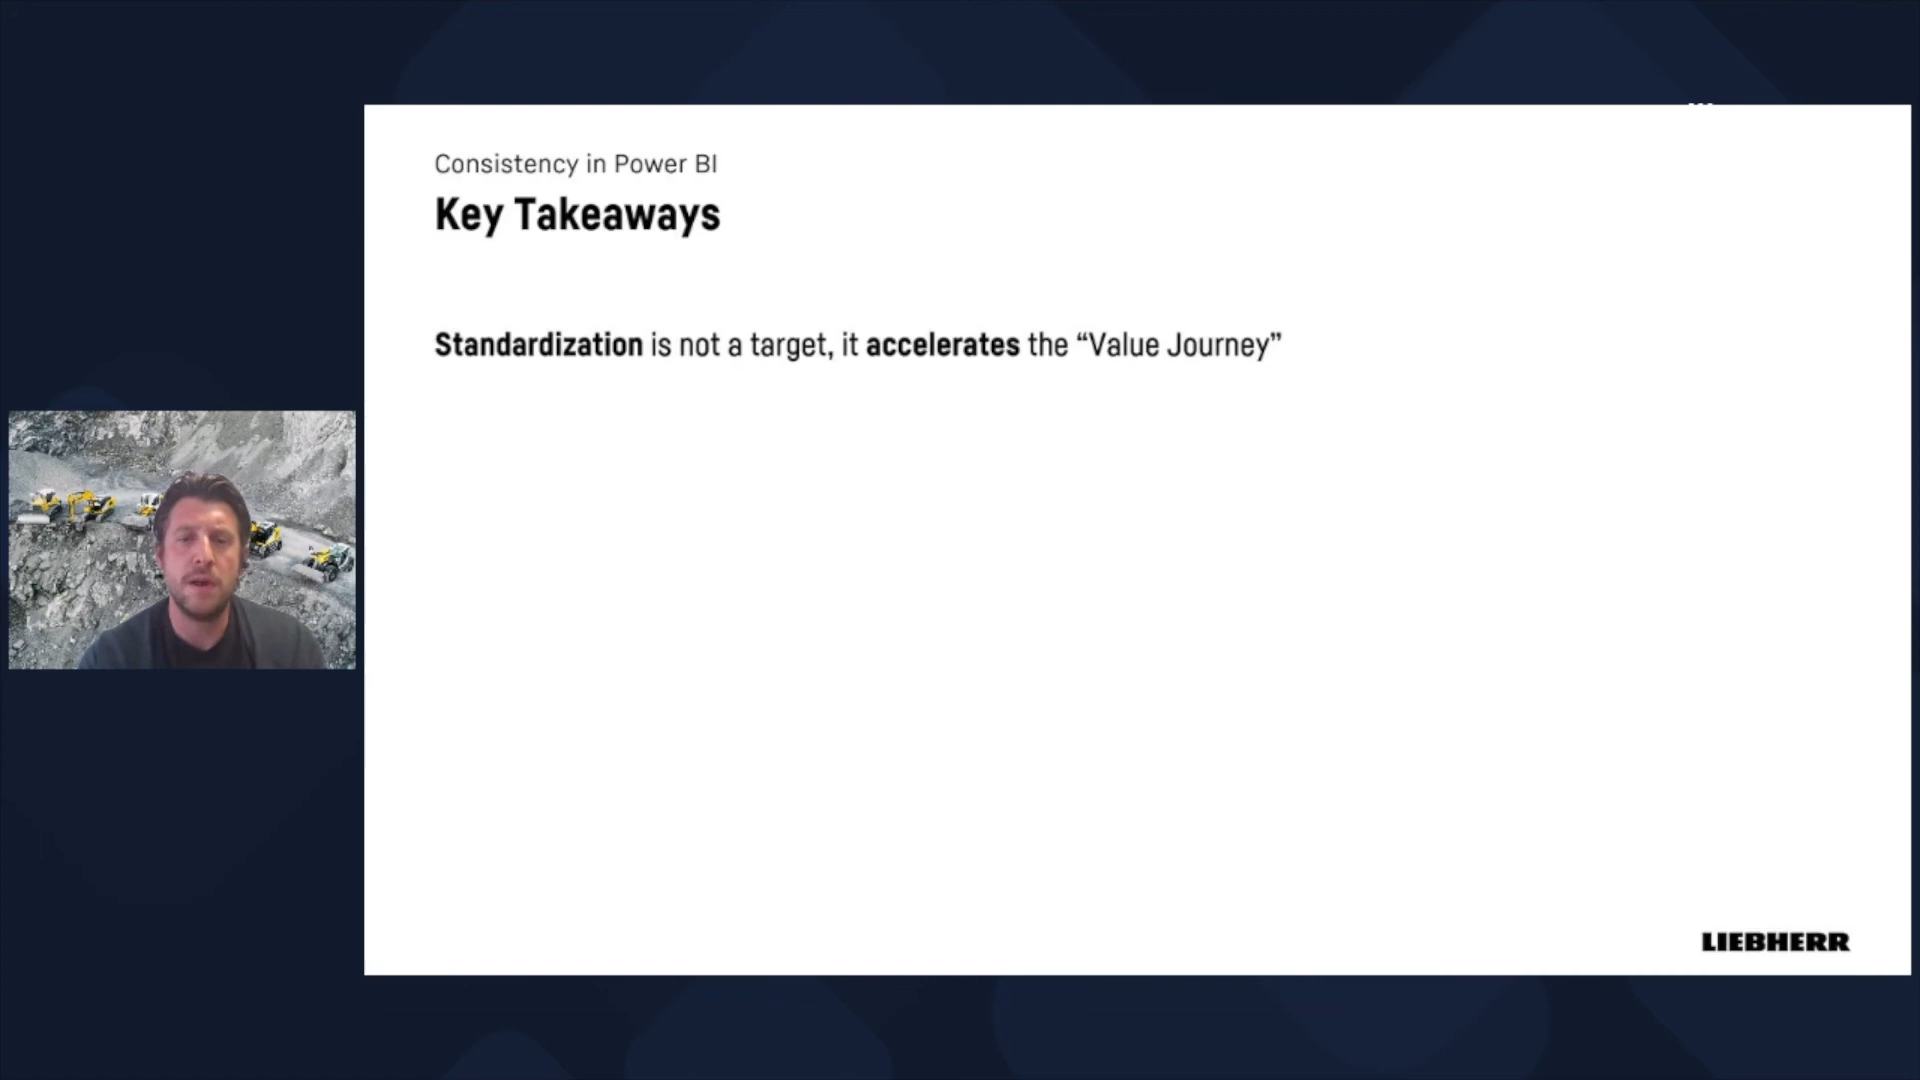 Consistency in Power BI
Key Takeaways
Standardization is not a target, it accelerates the “Value Journey”
LIEBHERR